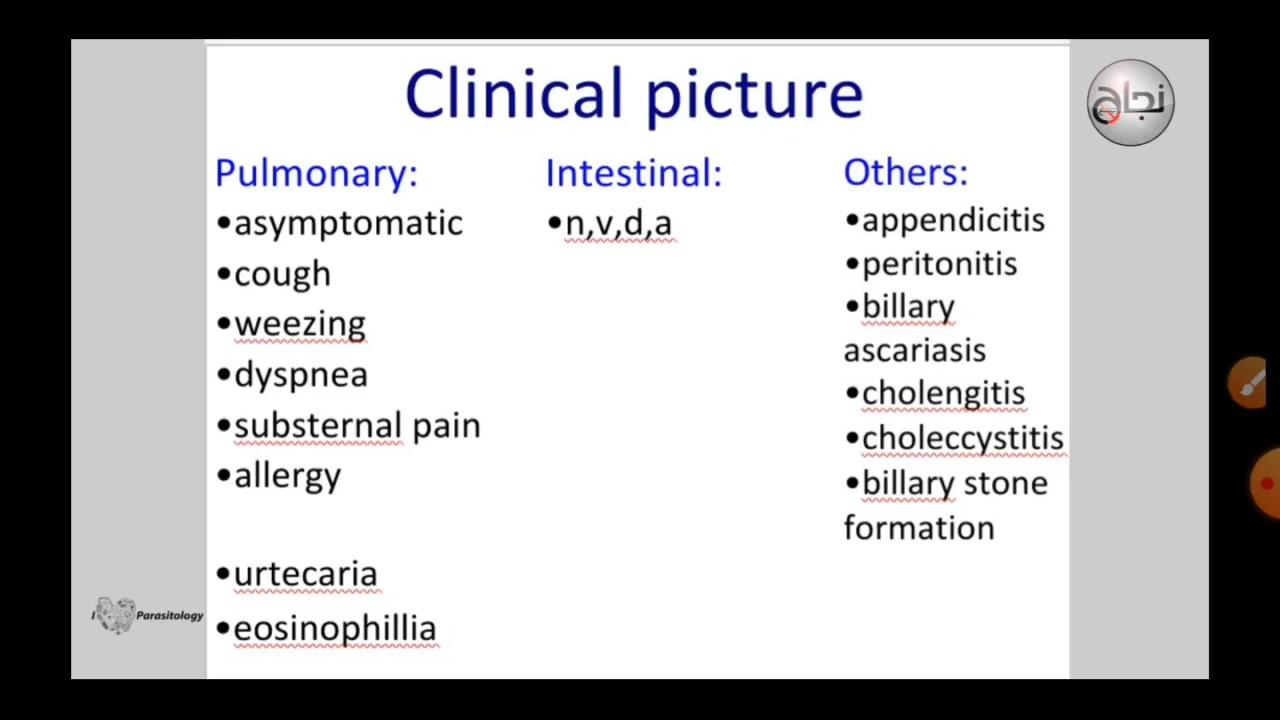 Clinical picture
نجاح
Pulmonary:
•asymptomatic
•cough
•weezing
•dyspnea
•substernal pain
•allergy
•urtecaria
•eosinophillia
Intestinal:
•n,v,d,a
Others:
•appendicitis
•peritonitis
•billary
ascariasis
•cholengitis
•choleccystitis
•billary stone
formation
I Parasitology